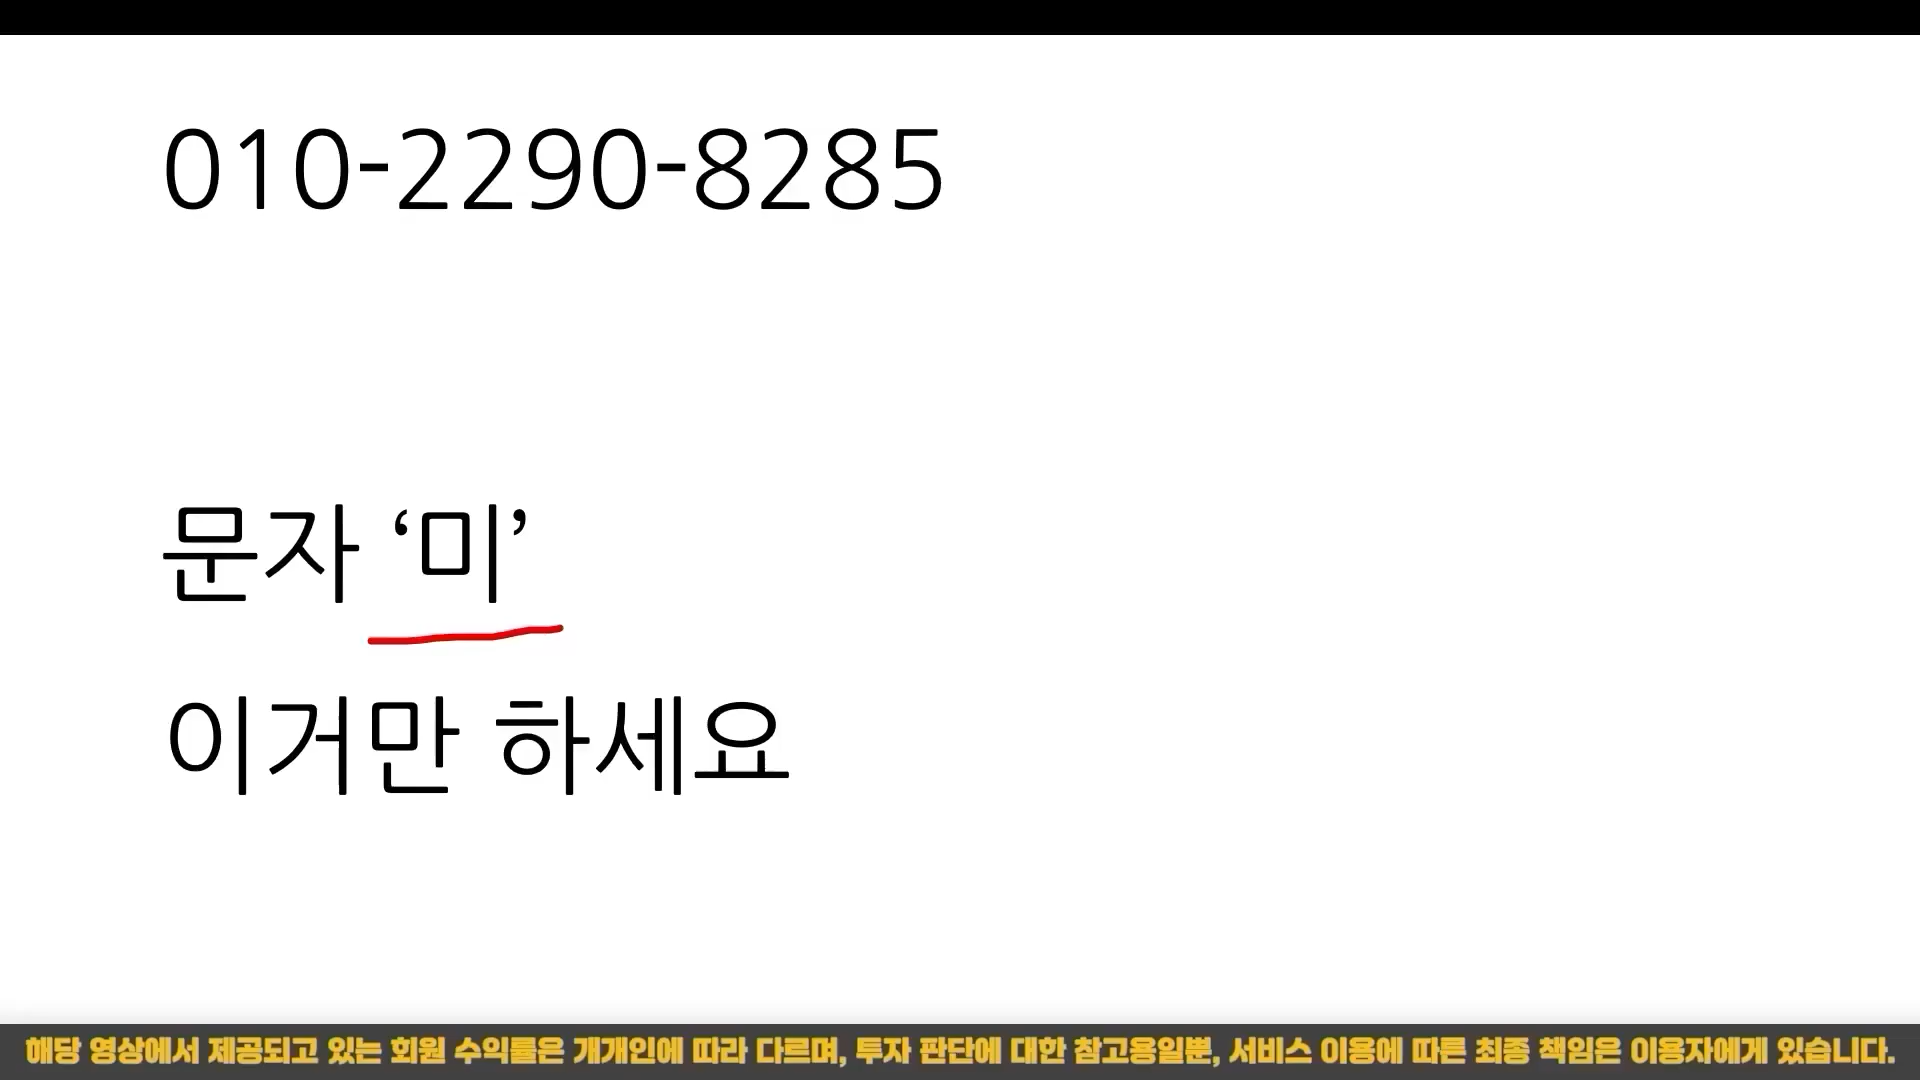 010-2290-8285
문자 ‘미’
이거만 하세요
해당 영상에서 제공되고 있는 회원 수익률은 개개인에 따라 다르며, 투자 판단에 대한 참고용일뿐, 서비스 이용에 따른 최종 책임은 이용자에게 있습니다.